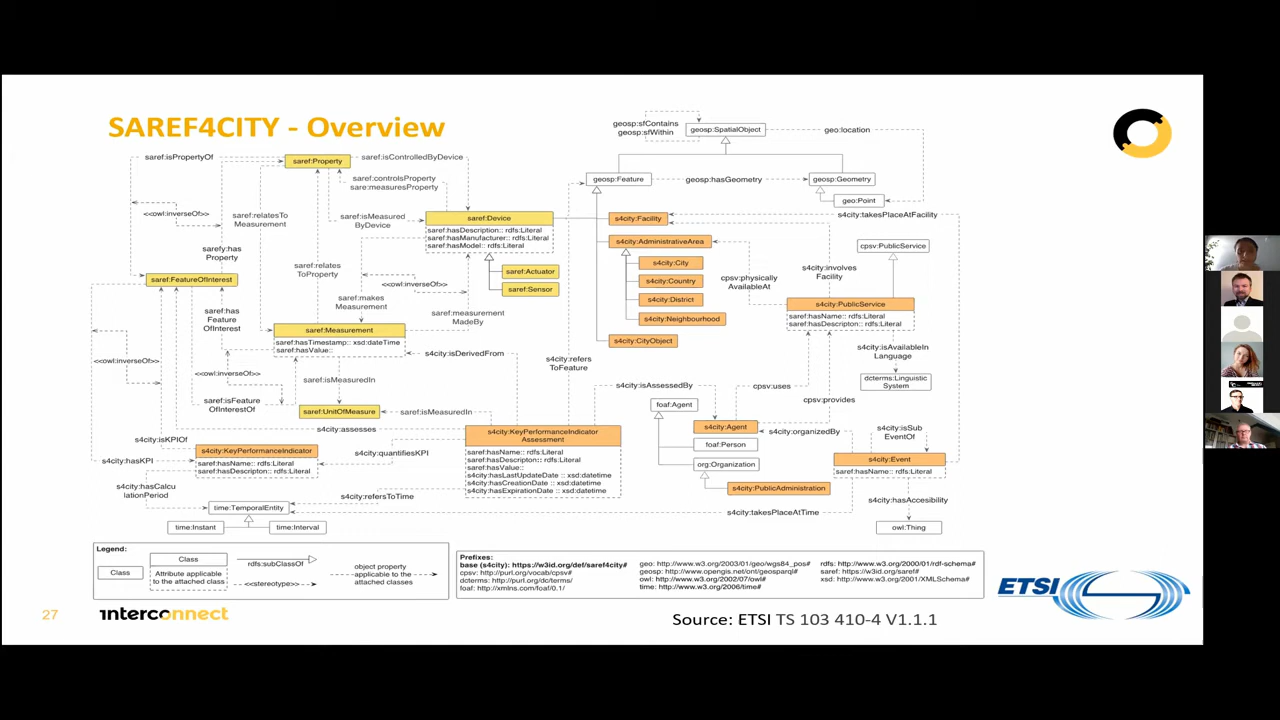 SAREF4CITY - Overview
geosp:sfContains
geosp:sfWithin
geosp:SpatialObject
geo:location
saref:isPropertyOf
saref:Property
saref:isControlledByDevice
saref:controlsProperty
sare:measuresProperty
geosp:Feature
geosp:hasGeometry
geosp:Geometry
geo:Point
<<owl:inverseOf>>
saref:relatesTo
Measurement
saref:isMeasured
ByDevice
saref:Device
saref:hasDescription:: rdfs:Literal
saref:hasManufacturer:: rdfs:Literal
saref:hasModel:: rdfs:Literal
s4city:Facility
s4city:takesPlaceAtFacility
s4city:AdministrativeArea
cpsv:PublicService
sarefy:has
Property
saref:relates
ToProperty
saref:Actuator
saref:Sensor
s4city:City
s4city:Country
s4city:District
s4city:Neighbourhood
s4city:CityObject
cpsv:physically
AvailableAt
s4city:involves
Facility
saref:FeatureOfInterest
<<owl:inverseOf>>
saref:makes
Measurement
saref:measurement
MadeBy
s4city:PublicService
s4city:hasName:: rdfs:Literal
s4city:hasDescripton:: rdfs:Literal
saref:has
Feature
OfInterest
saref:Measurement
saref:hasTimestamp:: xsd:dateTime
saref:hasValue::
s4city:isDerivedFrom
s4city:refers
ToFeature
s4city:isAvailableIn
Language
dcterms:Linguistic
System
<<owl:inverseOf>>
<<owl:inverseOf>>
saref:isMeasuredIn
s4city:isAssessedBy
cpsv:uses
cpsv:provides
saref:isFeature
OfInterestOf
saref:UnitOfMeasure
saref:isMeasuredIn
foaf:Agent
s4city:Agent
foaf:Person
org:Organization
s4city:PublicAdministration
s4city:organizedBy
s4city:isSub
EventOf
s4city:assesses
s4city:isKPIOf
s4city:hasKPI
s4city:KeyPerformanceIndicator
s4city:hasName:: rdfs:Literal
s4city:hasDescripton:: rdfs:Literal
s4city:quantifiesKPI
s4city:KeyPerformanceIndicator
Assessment
saref:hasName:: rdfs:Literal
saref:hasDescripton:: rdfs:Literal
saref:hasValue::
s4city:hasLastUpdateDate :: xsd:datetime
s4city:hasCreationDate :: xsd:datetime
s4city:hasExpirationDate :: xsd:datetime
s4city:Event
saref:hasName:: rdfs:Literal
s4city:hasCalcu
lationPeriod
s4city:refersToTime
s4city:hasAccesibility
time:TemporalEntity
s4city:takesPlaceAtTime
time:Instant
time:Interval
owl:Thing
Legend:
Class
Class
Attribute applicable
to the attached class
rdfs:subClassOf
<<stereotype>>
object property
applicable to the
attached classes
Prefixes:
base (s4city): https://w3id.org/def/saref4city#
cpsv: http://purl.org/vocab/cpsv#
dcterms: http://purl.org/dc/terms/
foaf: http://xmlns.com/foaf/0.1/
geo: http://www.w3.org/2003/01/geo/wgs84_pos#
geosp: http://www.opengis.net/ont/geosparql#
owl: http://www.w3.org/2002/07/owl#
time: http://www.w3.org/2006/time#
rdfs: http://www.w3.org/2000/01/rdf-schema#
saref: https://w3id.org/saref#
xsd: http://www.w3.org/2001/XMLSchema#
27
interconnect
Source: ETSI TS 103 410-4 V1.1.1
ETSI